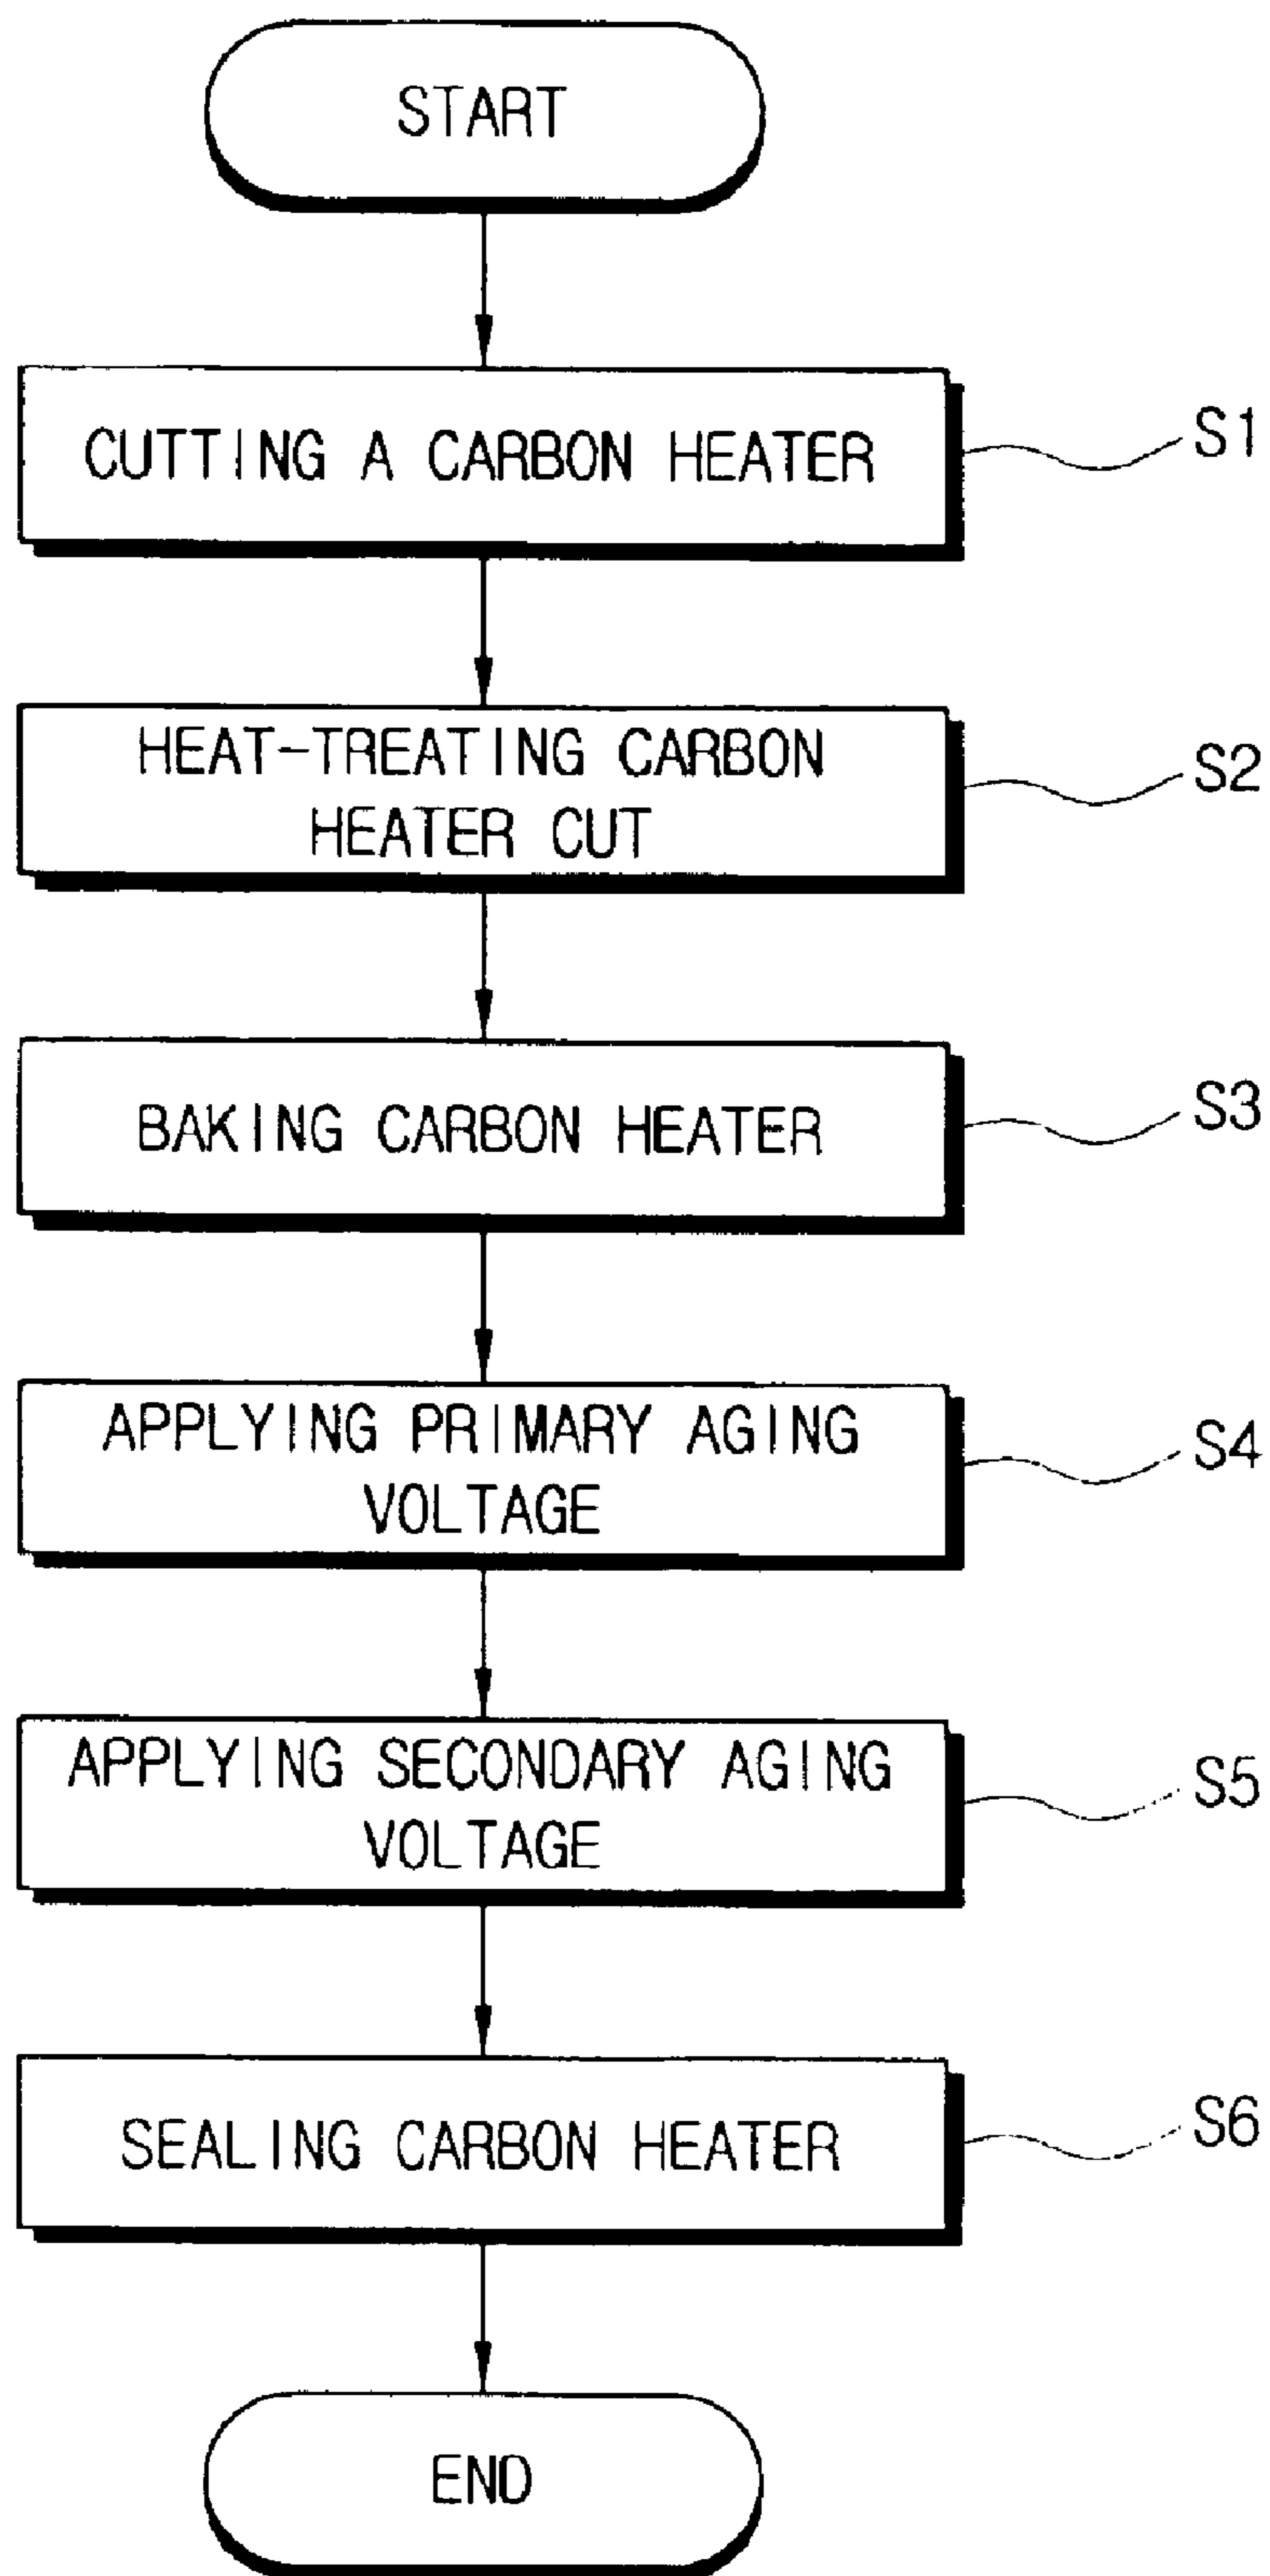 START
CUTTING A CARBON HEATER
S1
HEAT-TREATING CARBON
HEATER CUT
S2
BAKING CARBON HEATER
S3
APPLYING PRIMARY AGING
VOLTAGE
S4
APPLYING SECONDARY AGING
VOLTAGE
S5
SEALING CARBON HEATER
S6
END